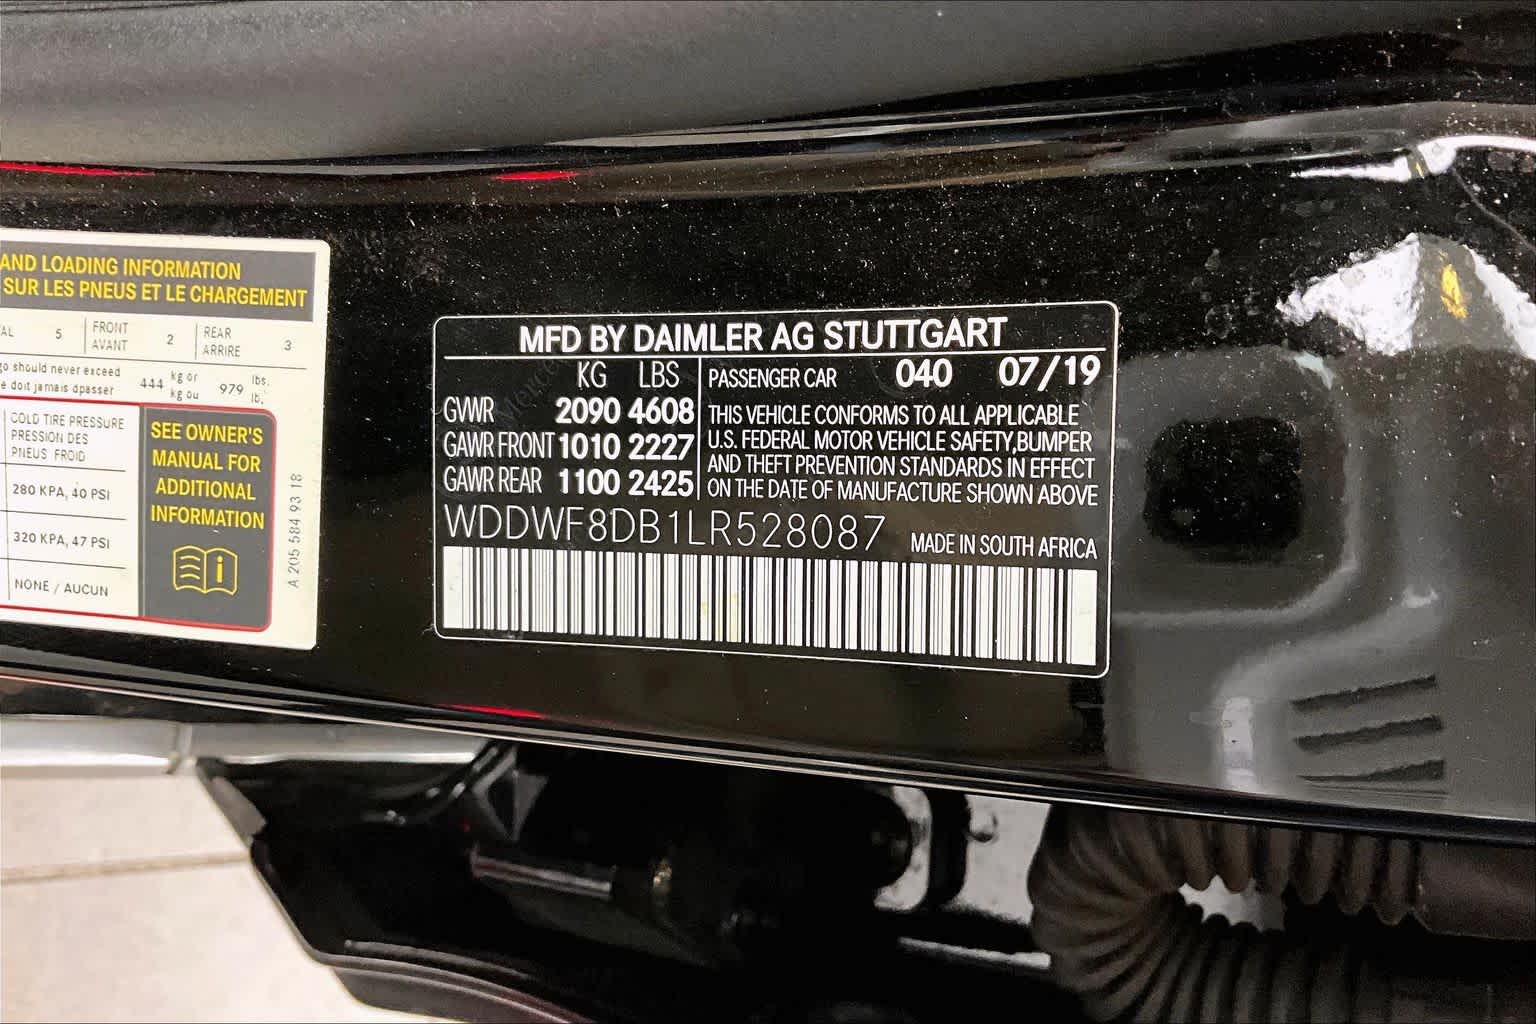 AND LOADING INFORMATION
SUR LES PNEUS ET LE CHARGEMENT
AL 5 FRONT AVANT 2 REAR ARRIÈRE 3
go should never exceed
e doit jamais dpasser
444 kg or kg ou 979 lbs. lb.
COLD TIRE PRESSURE
PRESSION DES
PNEUS FROID
280 KPA, 40 PSI
320 KPA, 47 PSI
NONE / AUCUN
SEE OWNER'S
MANUAL FOR
ADDITIONAL
INFORMATION
A 205 584 93 18
MFD BY DAIMLER AG STUTTGART
KG LBS
GVWR 2090 4608
GAWR FRONT 1010 2227
GAWR REAR 1100 2425
PASSENGER CAR 040 07/19
THIS VEHICLE CONFORMS TO ALL APPLICABLE
U.S. FEDERAL MOTOR VEHICLE SAFETY,BUMPER
AND THEFT PREVENTION STANDARDS IN EFFECT
ON THE DATE OF MANUFACTURE SHOWN ABOVE
WDDWF8DB1LR528087
MADE IN SOUTH AFRICA